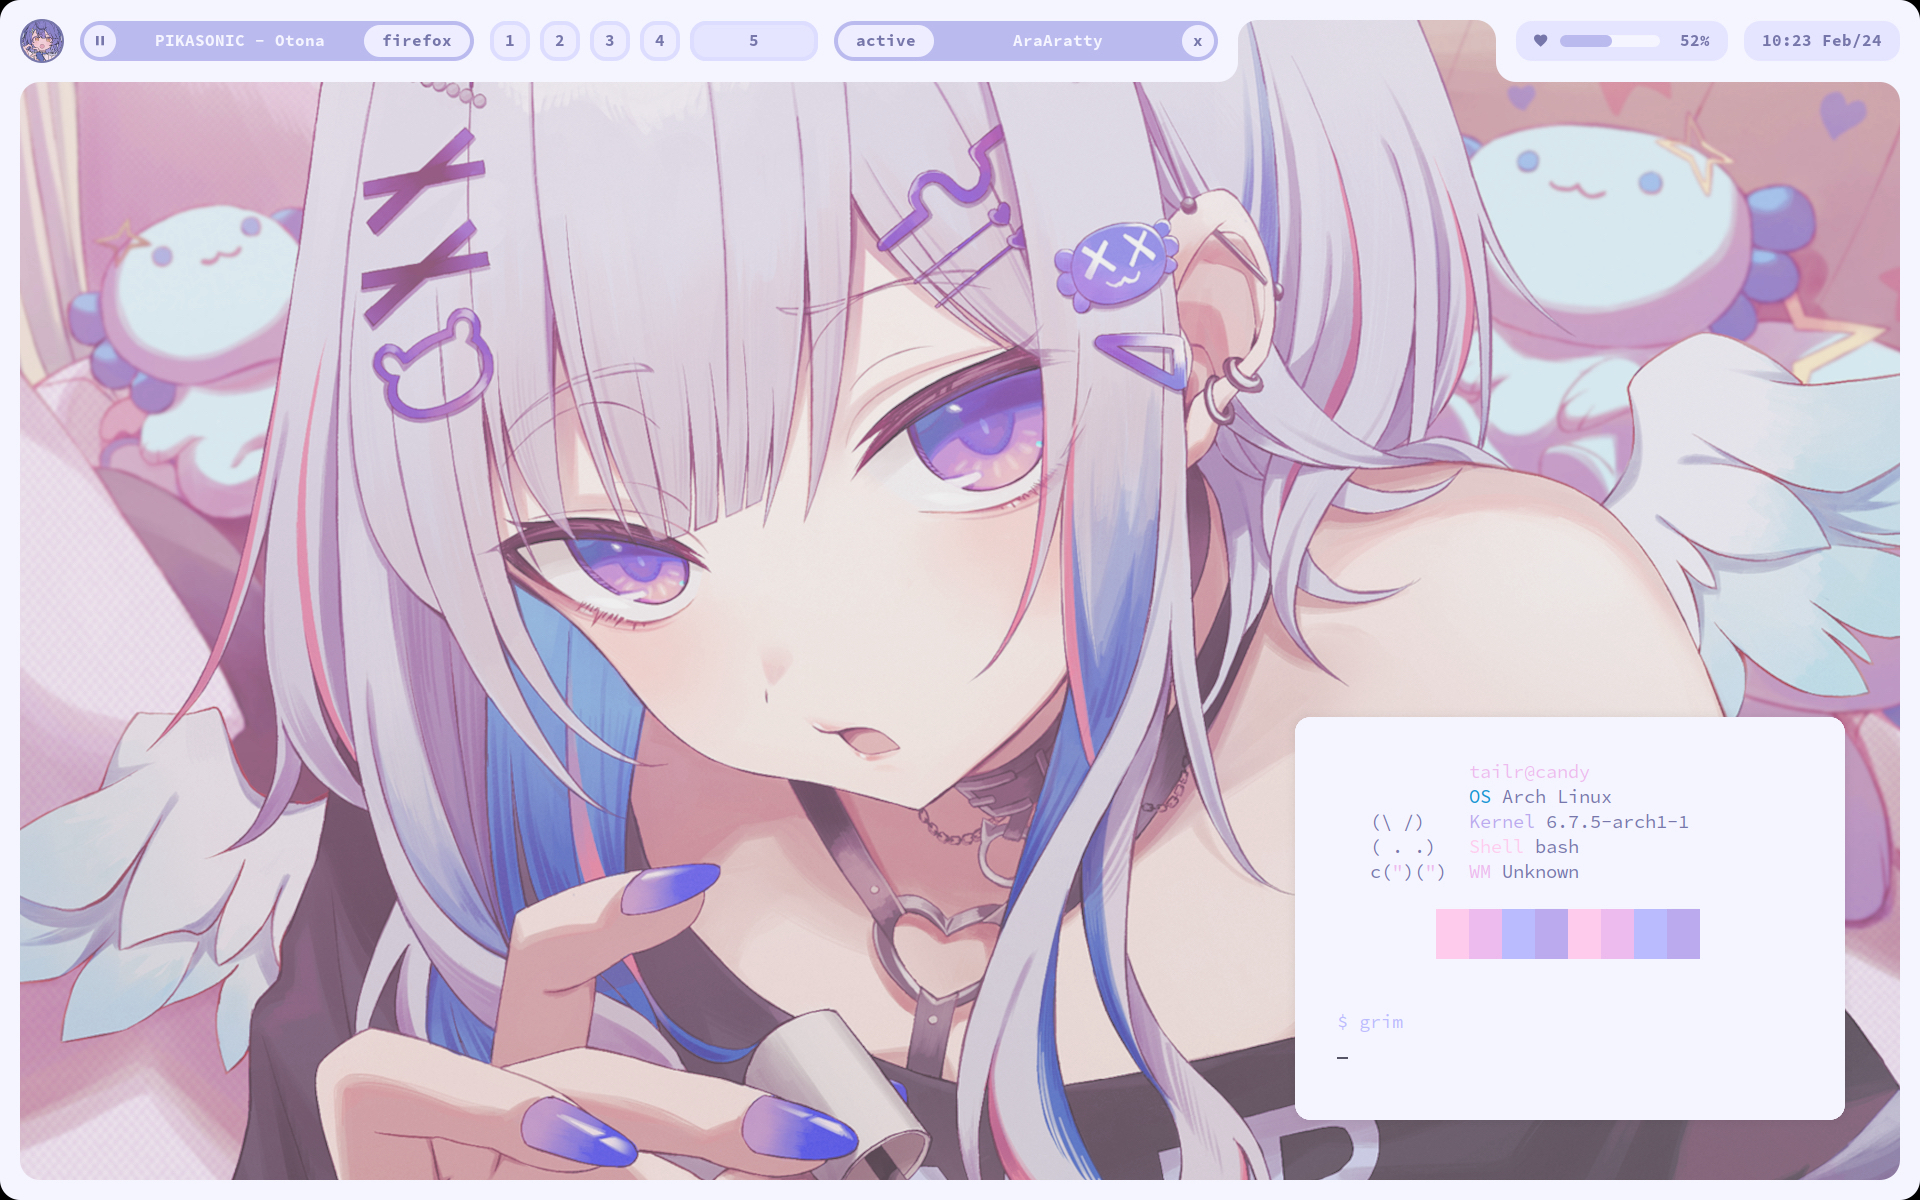 PIKASONIC - Otona firefox 1 2 3 4 5 active AraAratty x 52% 10:23 Feb/24
tailr@candy
OS Arch Linux
(\ /) Kernel 6.7.5-arch1-1
( . .) Shell bash
c(")(") WM Unknown
$ grim